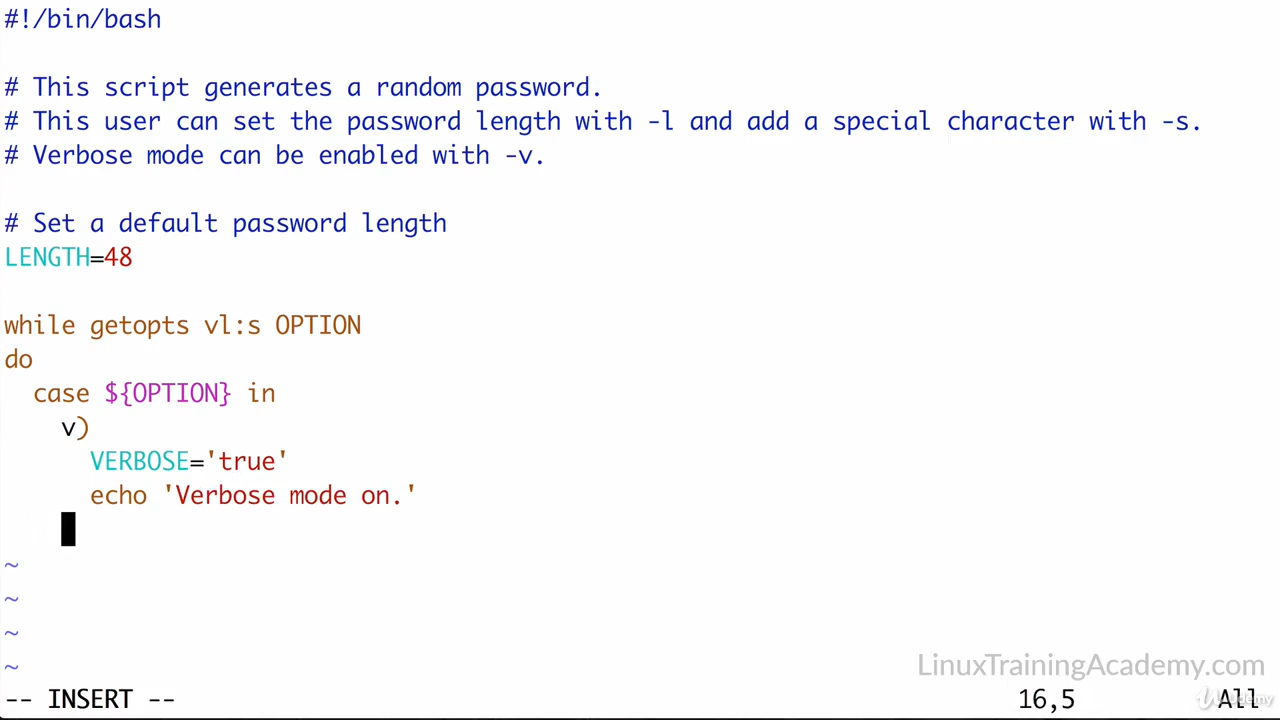 #!/bin/bash
# This script generates a random password.
# This user can set the password length with -l and add a special character with -s.
# Verbose mode can be enabled with -v.
# Set a default password length
LENGTH=48
while getopts vl:s OPTION
do
case ${OPTION} in
v)
VERBOSE='true'
echo 'Verbose mode on.'
~
~
~
~
LinuxTrainingAcademy.com
-- INSERT -- 16,5 All
Udemy